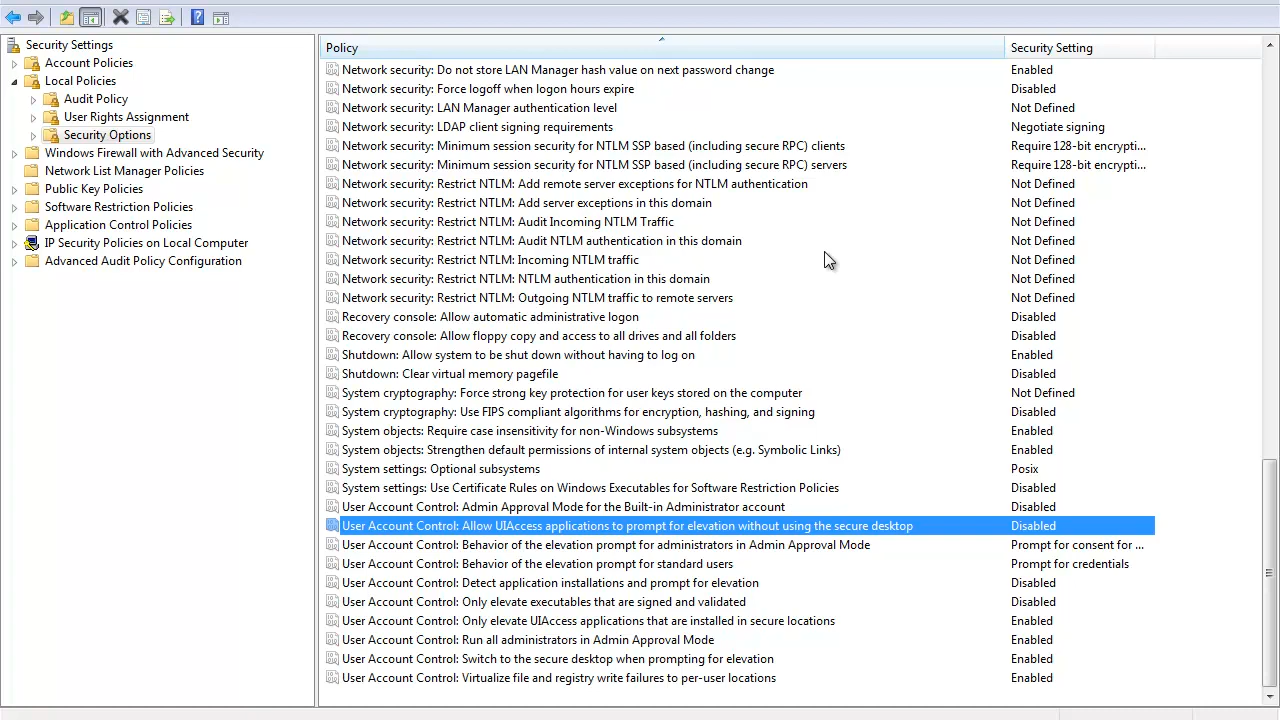 Security Settings
Account Policies
Local Policies
Audit Policy
User Rights Assignment
Security Options
Windows Firewall with Advanced Security
Network List Manager Policies
Public Key Policies
Software Restriction Policies
Application Control Policies
IP Security Policies on Local Computer
Advanced Audit Policy Configuration
Policy Security Setting
Network security: Do not store LAN Manager hash value on next password change Enabled
Network security: Force logoff when logon hours expire Disabled
Network security: LAN Manager authentication level Not Defined
Network security: LDAP client signing requirements Negotiate signing
Network security: Minimum session security for NTLM SSP based (including secure RPC) clients Require 128-bit encrypti...
Network security: Minimum session security for NTLM SSP based (including secure RPC) servers Require 128-bit encrypti...
Network security: Restrict NTLM: Add remote server exceptions for NTLM authentication Not Defined
Network security: Restrict NTLM: Add server exceptions in this domain Not Defined
Network security: Restrict NTLM: Audit Incoming NTLM Traffic Not Defined
Network security: Restrict NTLM: Audit NTLM authentication in this domain Not Defined
Network security: Restrict NTLM: Incoming NTLM traffic Not Defined
Network security: Restrict NTLM: NTLM authentication in this domain Not Defined
Network security: Restrict NTLM: Outgoing NTLM traffic to remote servers Not Defined
Recovery console: Allow automatic administrative logon Disabled
Recovery console: Allow floppy copy and access to all drives and all folders Disabled
Shutdown: Allow system to be shut down without having to log on Enabled
Shutdown: Clear virtual memory pagefile Disabled
System cryptography: Force strong key protection for user keys stored on the computer Not Defined
System cryptography: Use FIPS compliant algorithms for encryption, hashing, and signing Disabled
System objects: Require case insensitivity for non-Windows subsystems Enabled
System objects: Strengthen default permissions of internal system objects (e.g. Symbolic Links) Enabled
System settings: Optional subsystems Posix
System settings: Use Certificate Rules on Windows Executables for Software Restriction Policies Disabled
User Account Control: Admin Approval Mode for the Built-in Administrator account Disabled
User Account Control: Allow UIAccess applications to prompt for elevation without using the secure desktop Disabled
User Account Control: Behavior of the elevation prompt for administrators in Admin Approval Mode Prompt for consent for ...
User Account Control: Behavior of the elevation prompt for standard users Prompt for credentials
User Account Control: Detect application installations and prompt for elevation Disabled
User Account Control: Only elevate executables that are signed and validated Disabled
User Account Control: Only elevate UIAccess applications that are installed in secure locations Enabled
User Account Control: Run all administrators in Admin Approval Mode Enabled
User Account Control: Switch to the secure desktop when prompting for elevation Enabled
User Account Control: Virtualize file and registry write failures to per-user locations Enabled